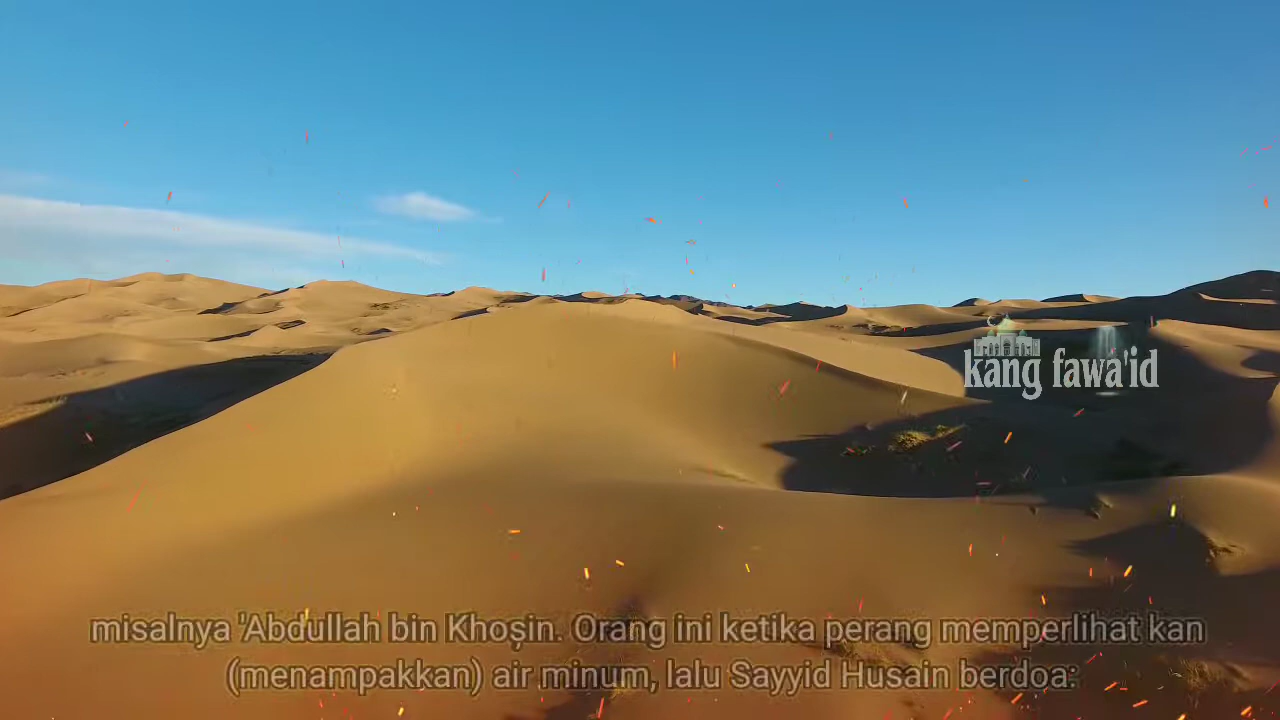 kang fawa'id
misalnya 'Abdullah bin Khoṣin. Orang ini ketika perang memperlihat kan
(menampakkan) air minum, lalu Sayyid Husain berdoa: